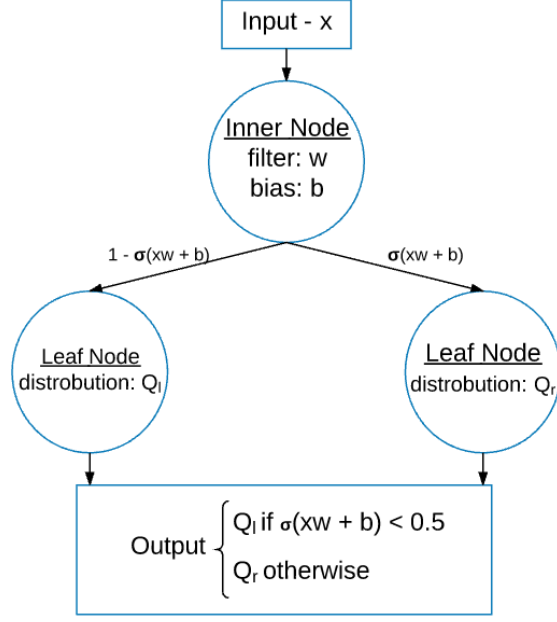 Input - x
Inner Node
filter: w
bias: b
1 - σ(xw + b)
σ(xw + b)
Leaf Node
distrobution: Qₗ
Leaf Node
distrobution: Qᵣ
Output
Qₗ if σ(xw + b) < 0.5
Qᵣ otherwise